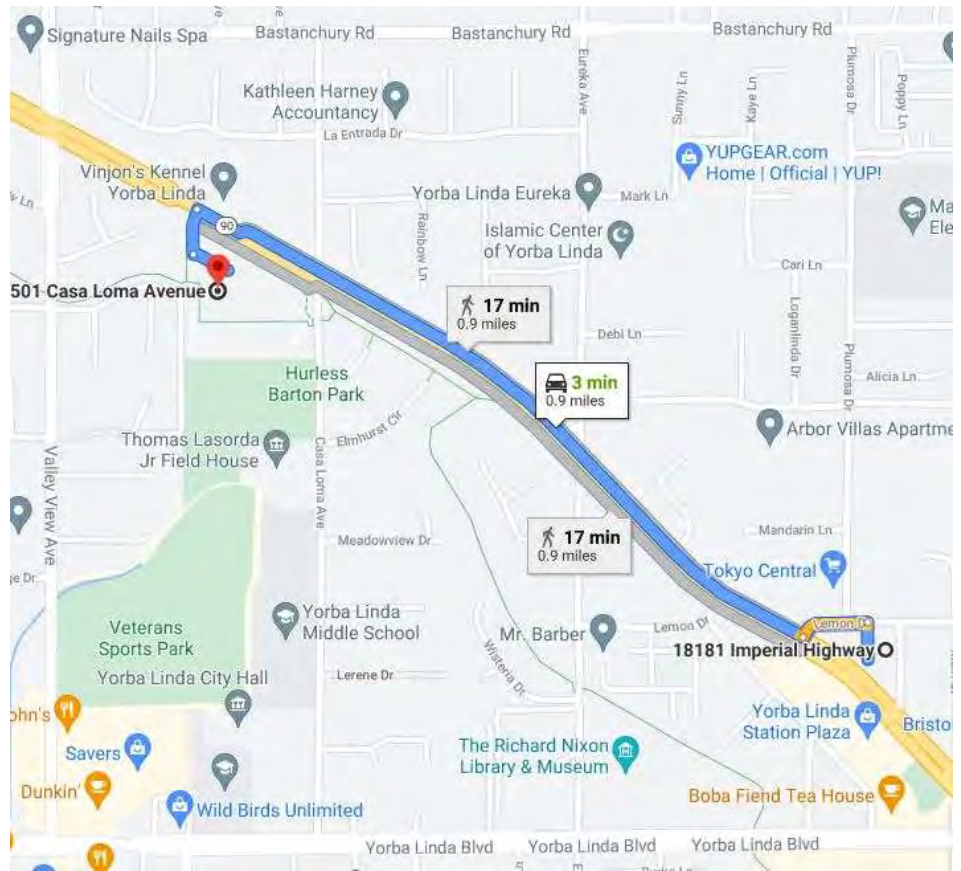 Signature Nails Spa
Bastanchury Rd
Bastanchury Rd
Bastanchury Rd
Kathleen Harney
Accountancy
Eureka Ave
Sunny Ln
Kay Ln
Plumosa Dr
Poppy Ln
La Entrada Dr
YUPGEAR.com
Home | Official | YUP!
Vinjon's Kennel
Yorba Linda
Yorba Linda Eureka
Mark Ln
Ln
Islamic Center
of Yorba Linda
Rainbow Ln
90
Cari Ln
501 Casa Loma Avenue
17 min
0.9 miles
Loganlinda Dr
Debi Ln
Plumosa Dr
Hurless
Barton Park
3 min
0.9 miles
Alicia Ln
Elmhurst Cir
Thomas Lasorda
Jr Field House
Arbor Villas Apartme
Valley View Ave
Casa Loma Ave
17 min
0.9 miles
Mandarin Ln
Meadowview Dr
Tokyo Central
Yorba Linda
Middle School
Veterans
Sports Park
Mr. Barber
Lemon Dr
Lemon D
18181 Imperial Highway
Wisteria Dr
Lerene Dr
Yorba Linda City Hall
ohn's
Yorba Linda
Station Plaza
Bristo
Savers
The Richard Nixon
Library & Museum
Dunkin'
Wild Birds Unlimited
Boba Fiend Tea House
Yorba Linda Blvd
Yorba Linda Blvd
Yorba Linda Blvd